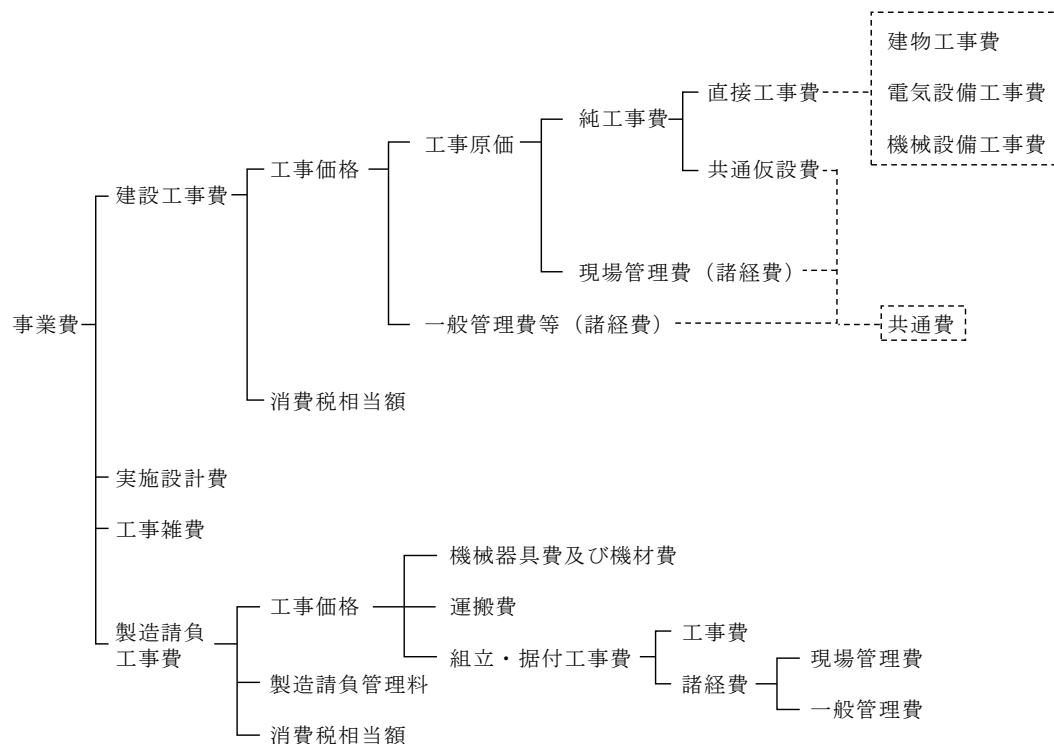 建物工事費
直接工事費
電気設備工事費
純工事費
工事原価
機械設備工事費
工事価格
共通仮設費
建設工事費
現場管理費（諸経費）
事業費
一般管理費等（諸経費）
共通費
消費税相当額
実施設計費
工事雑費
機械器具費及び機材費
工事価格
運搬費
製造請負
工事費
工事費
組立・据付工事費
現場管理費
諸経費
製造請負管理料
一般管理費
消費税相当額